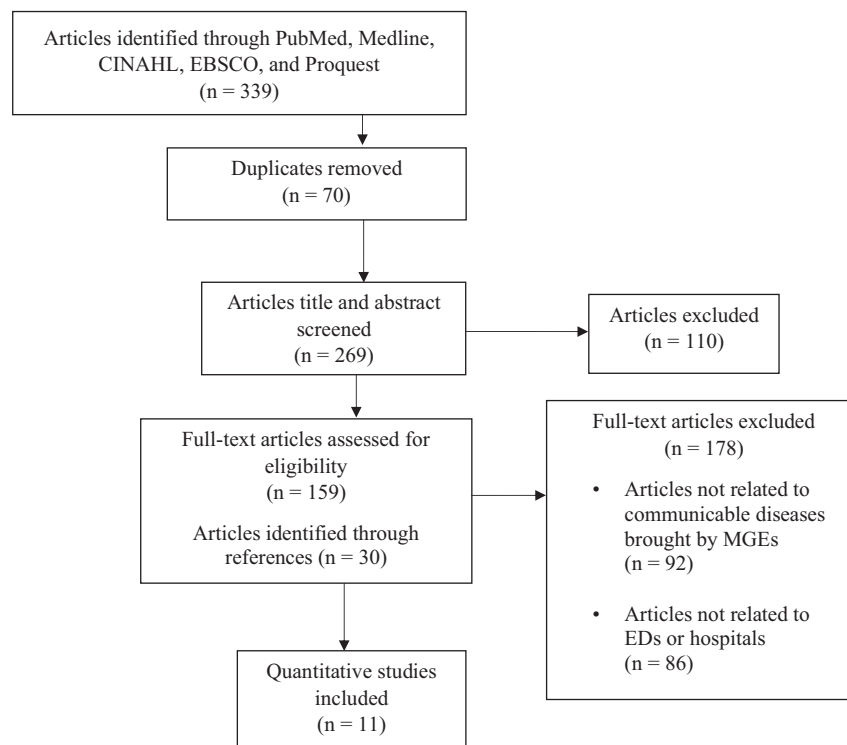 Articles identified through PubMed, Medline,
CINAHL, EBSCO, and Proquest
(n = 339)
Duplicates removed
(n = 70)
Articles title and abstract
screened
(n = 269)
Articles excluded
(n = 110)
Full-text articles assessed for
eligibility
(n = 159)
Articles identified through
references (n = 30)
Full-text articles excluded
(n = 178)
• Articles not related to
communicable diseases
brought by MGEs
(n = 92)
• Articles not related to
EDs or hospitals
(n = 86)
Quantitative studies
included
(n = 11)